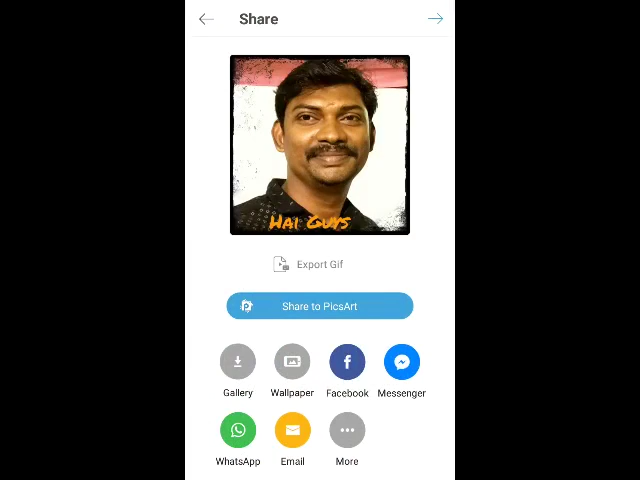 Share
HAI GUYS
Export Gif
Share to PicsArt
Gallery
Wallpaper
Facebook
Messenger
WhatsApp
Email
More